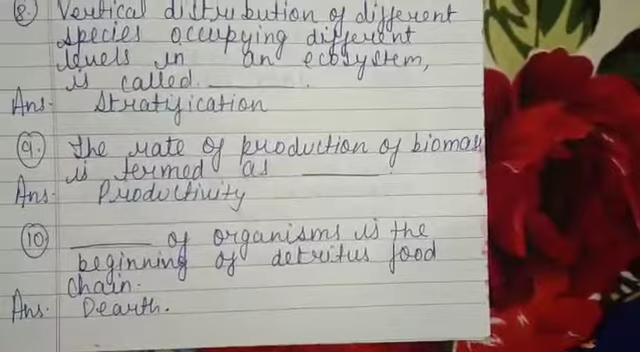 (8) Vertical distribution of different
species occupying different
levels in an ecosystem,
is called ______.
Ans. Stratification
(9.) The rate of production of biomass
is termed as ______.
Ans. Productivity
(10) ______ of organisms is the
beginning of detritus food
chain.
Ans. Dearth.